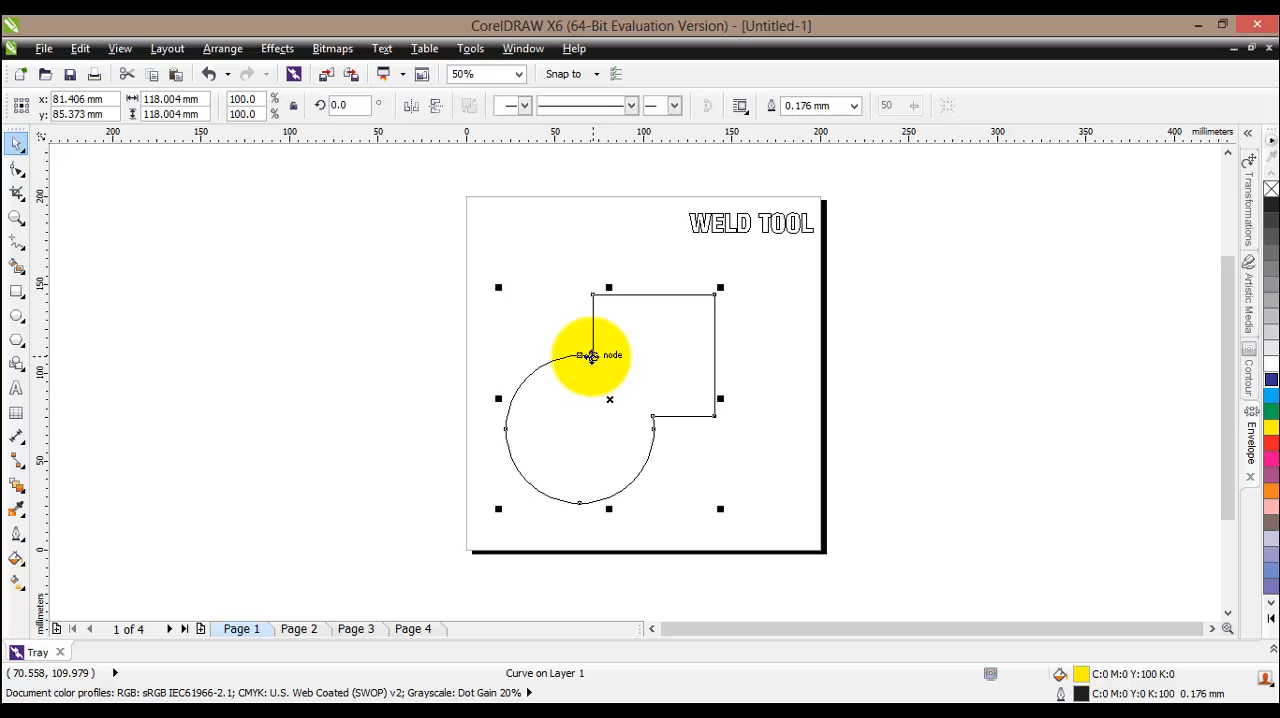 CorelDRAW X6 (64-Bit Evaluation Version) - [Untitled-1]
File Edit View Layout Arrange Effects Bitmaps Text Table Tools Window Help
50% Snap to
x: 81.406 mm 118.004 mm 100.0 % 0.0 ° 0.176 mm 50
y: 85.373 mm 118.004 mm 100.0 %
200 150 100 50 0 50 100 150 200 250 300 350 400 millimeters
200
150
100
50
0
millimeters
WELD TOOL
node
Transformations
Artistic Media
Contour
Envelope
1 of 4 Page 1 Page 2 Page 3 Page 4
Tray
(70.558, 109.979) Curve on Layer 1 C:0 M:0 Y:100 K:0
Document color profiles: RGB: sRGB IEC61966-2.1; CMYK: U.S. Web Coated (SWOP) v2; Grayscale: Dot Gain 20% C:0 M:0 Y:0 K:100 0.176 mm